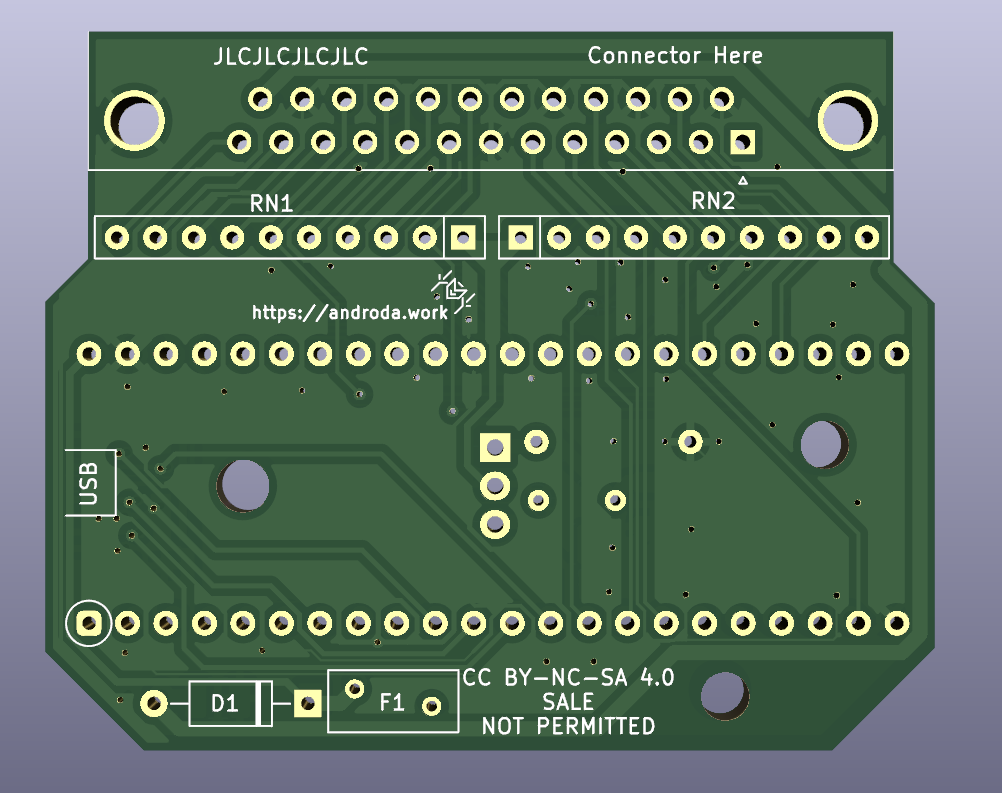 JLCJLCJLCJLC
Connector Here
RN1
RN2
https://androda.work
USB
D1
F1
CC BY-NC-SA 4.0
SALE
NOT PERMITTED